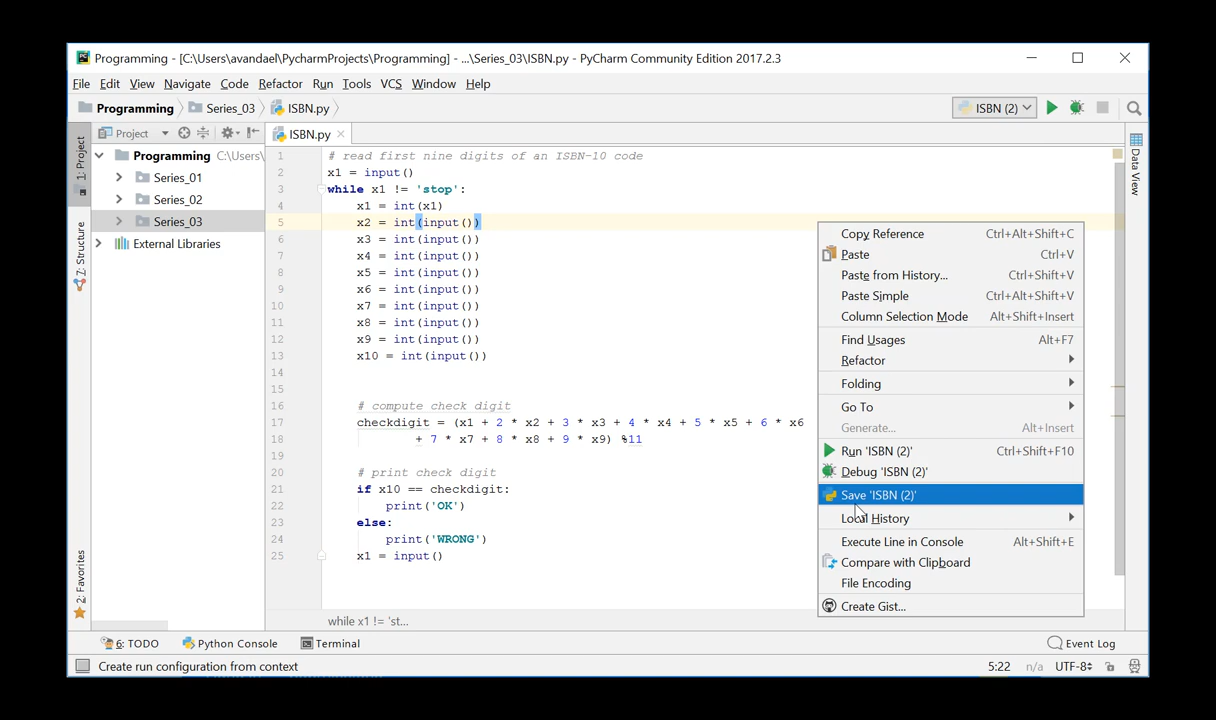 Programming - [C:\Users\avandael\PycharmProjects\Programming] - ...\Series_03\ISBN.py - PyCharm Community Edition 2017.2.3
File Edit View Navigate Code Refactor Run Tools VCS Window Help
Programming Series_03 ISBN.py ISBN (2)
Project ISBN.py
1: Project
7: Structure
2: Favorites
Programming C:\Users\
Series_01
Series_02
Series_03
External Libraries
1 # read first nine digits of an ISBN-10 code
2 x1 = input()
3 while x1 != 'stop':
4 x1 = int(x1)
5 x2 = int(input())
6 x3 = int(input())
7 x4 = int(input())
8 x5 = int(input())
9 x6 = int(input())
10 x7 = int(input())
11 x8 = int(input())
12 x9 = int(input())
13 x10 = int(input())
14
15
16 # compute check digit
17 checkdigit = (x1 + 2 * x2 + 3 * x3 + 4 * x4 + 5 * x5 + 6 * x6
18 + 7 * x7 + 8 * x8 + 9 * x9) %11
19
20 # print check digit
21 if x10 == checkdigit:
22 print('OK')
23 else:
24 print('WRONG')
25 x1 = input()
while x1 != 'st...
Copy Reference Ctrl+Alt+Shift+C
Paste Ctrl+V
Paste from History... Ctrl+Shift+V
Paste Simple Ctrl+Alt+Shift+V
Column Selection Mode Alt+Shift+Insert
Find Usages Alt+F7
Refactor
Folding
Go To
Generate... Alt+Insert
Run 'ISBN (2)' Ctrl+Shift+F10
Debug 'ISBN (2)'
Save 'ISBN (2)'
Local History
Execute Line in Console Alt+Shift+E
Compare with Clipboard
File Encoding
Create Gist...
Data View
6: TODO Python Console Terminal Event Log
Create run configuration from context 5:22 n/a UTF-8